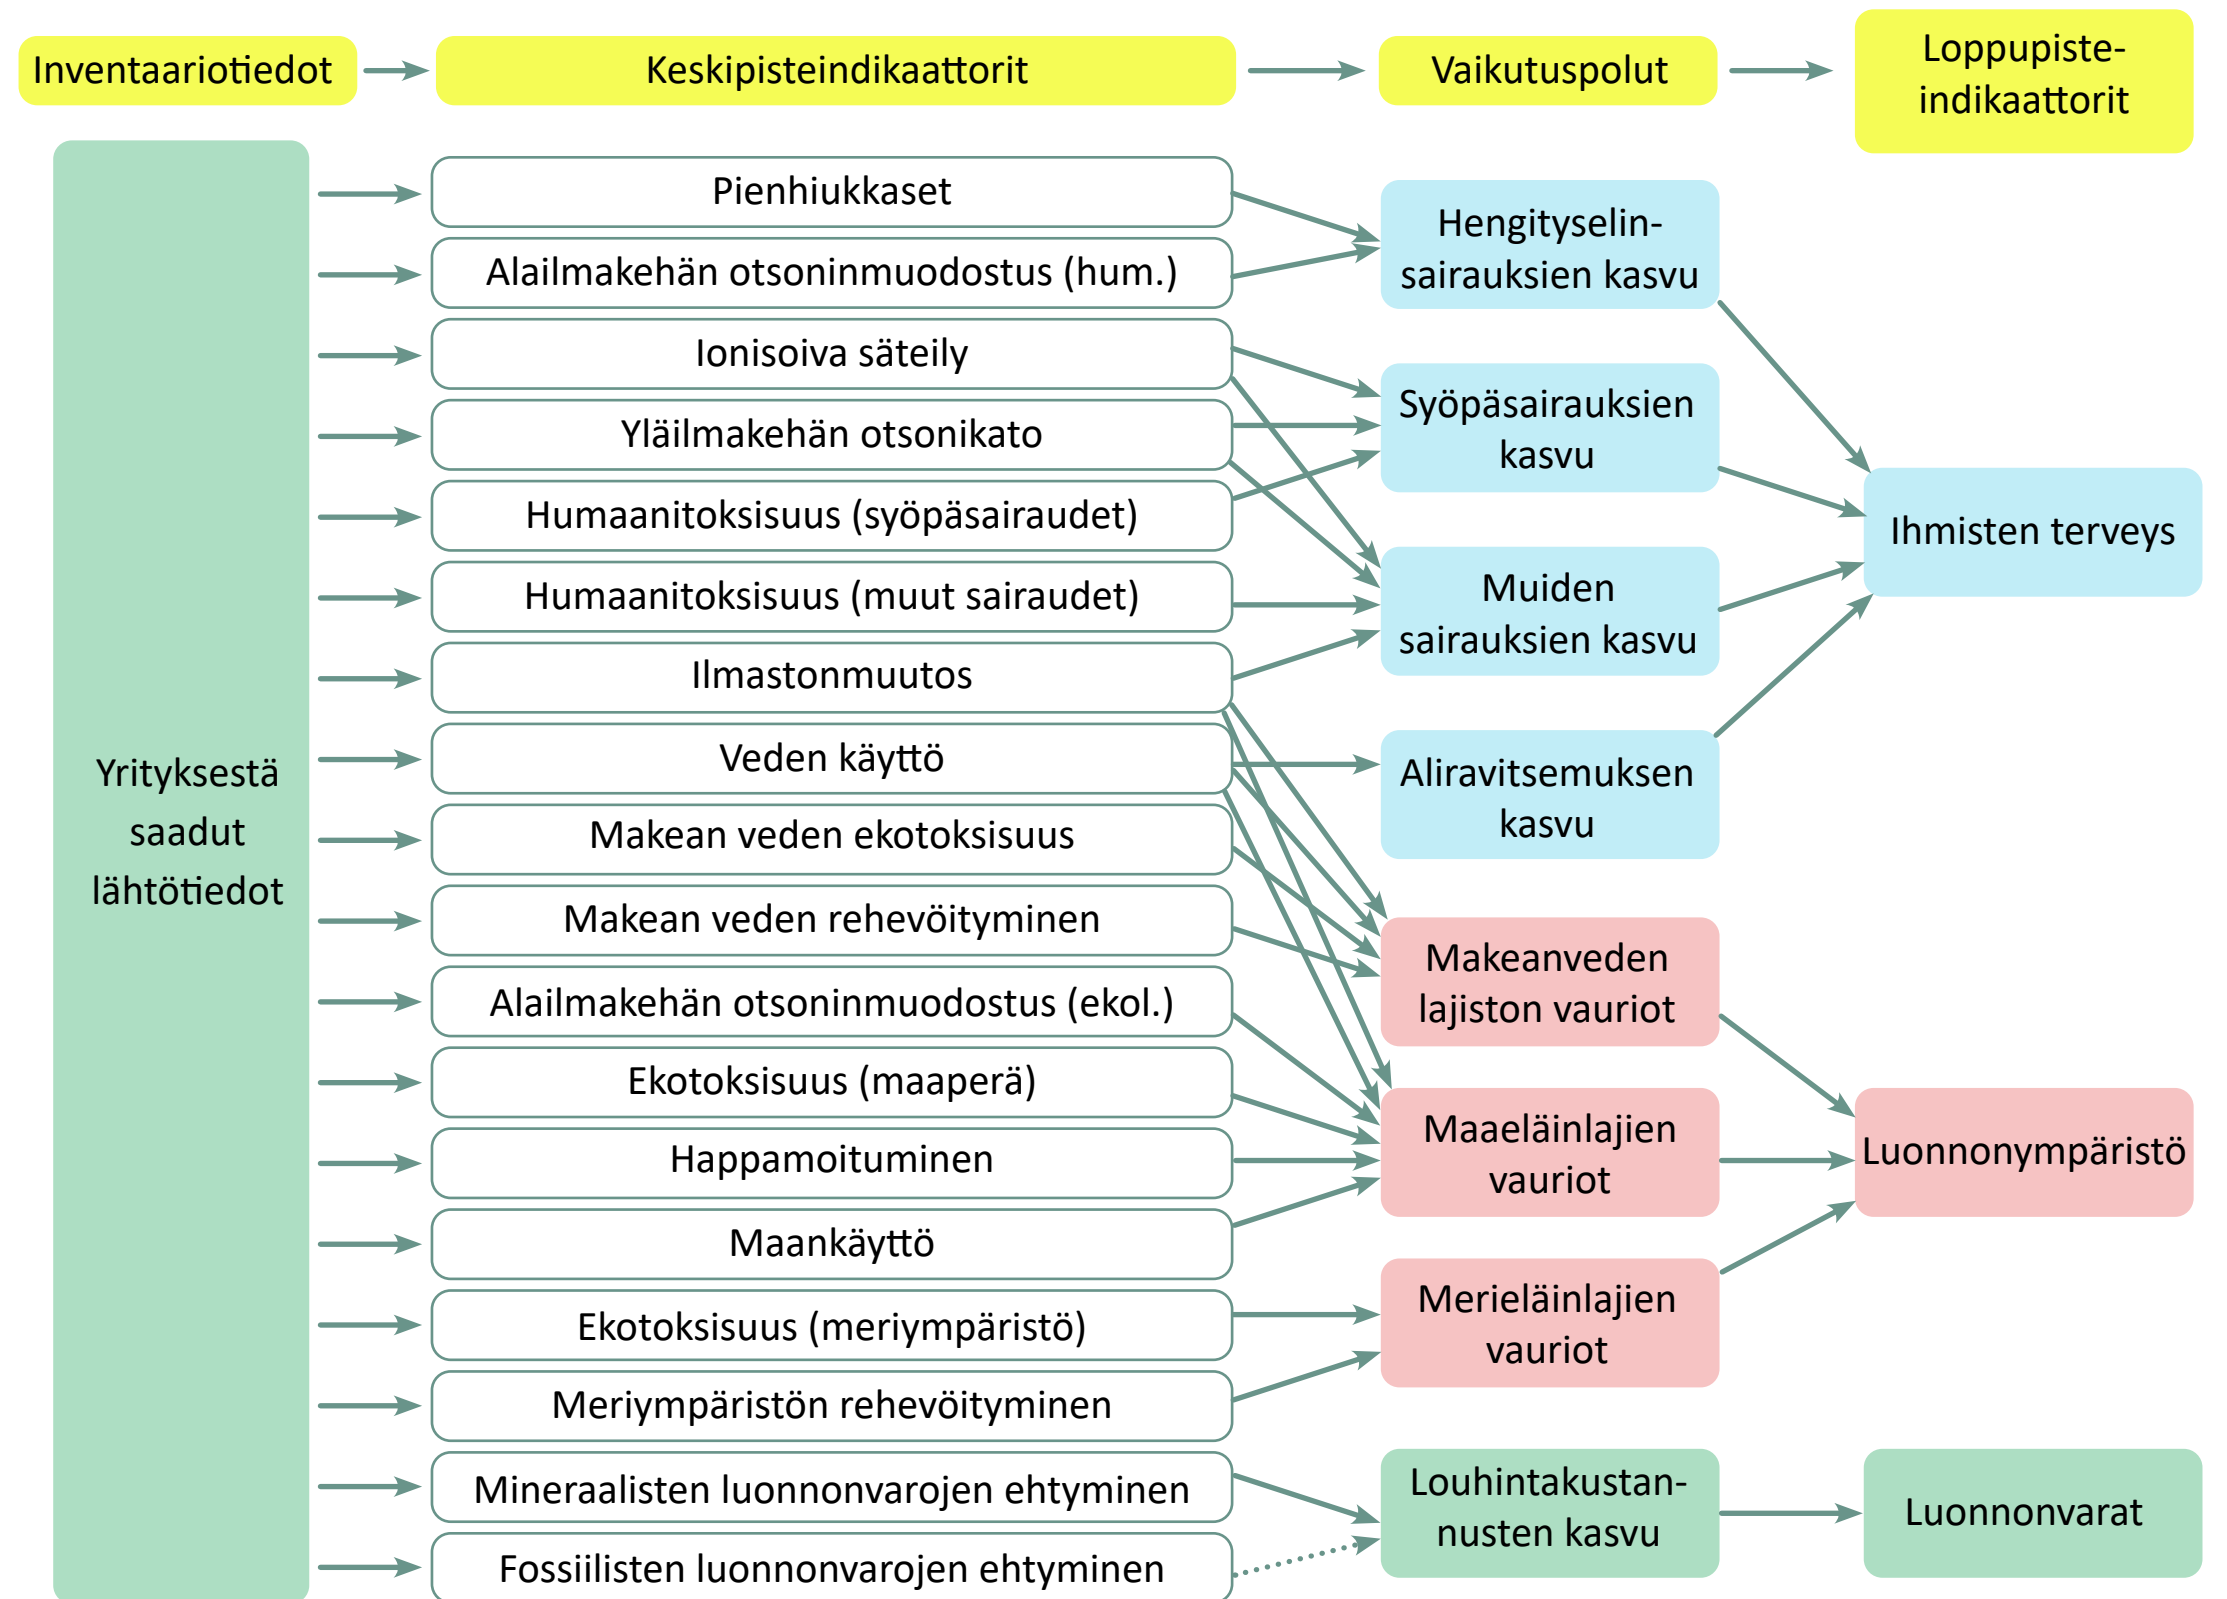 Inventaariotiedot
Keskipisteindikaattorit
Vaikutuspolut
Loppupiste-
indikaattorit
Yrityksestä
saadut
lähtötiedot
Pienhiukkaset
Alailmakehän otsoninmuodostus (hum.)
Ionisoiva säteily
Yläilmakehän otsonikato
Humaanitoksisuus (syöpäsairaudet)
Humaanitoksisuus (muut sairaudet)
Ilmastonmuutos
Veden käyttö
Makean veden ekotoksisuus
Makean veden rehevöityminen
Alailmakehän otsoninmuodostus (ekol.)
Ekotoksisuus (maaperä)
Happamoituminen
Maankäyttö
Ekotoksisuus (meriympäristö)
Meriympäristön rehevöityminen
Mineraalisten luonnonvarojen ehtyminen
Fossiilisten luonnonvarojen ehtyminen
Hengityselin-
sairauksien kasvu
Syöpäsairauksien
kasvu
Muiden
sairauksien kasvu
Aliravitsemuksen
kasvu
Makeanveden
lajiston vauriot
Maaeläinlajien
vauriot
Merieläinlajien
vauriot
Louhintakustan-
nusten kasvu
Ihmisten terveys
Luonnonympäristö
Luonnonvarat